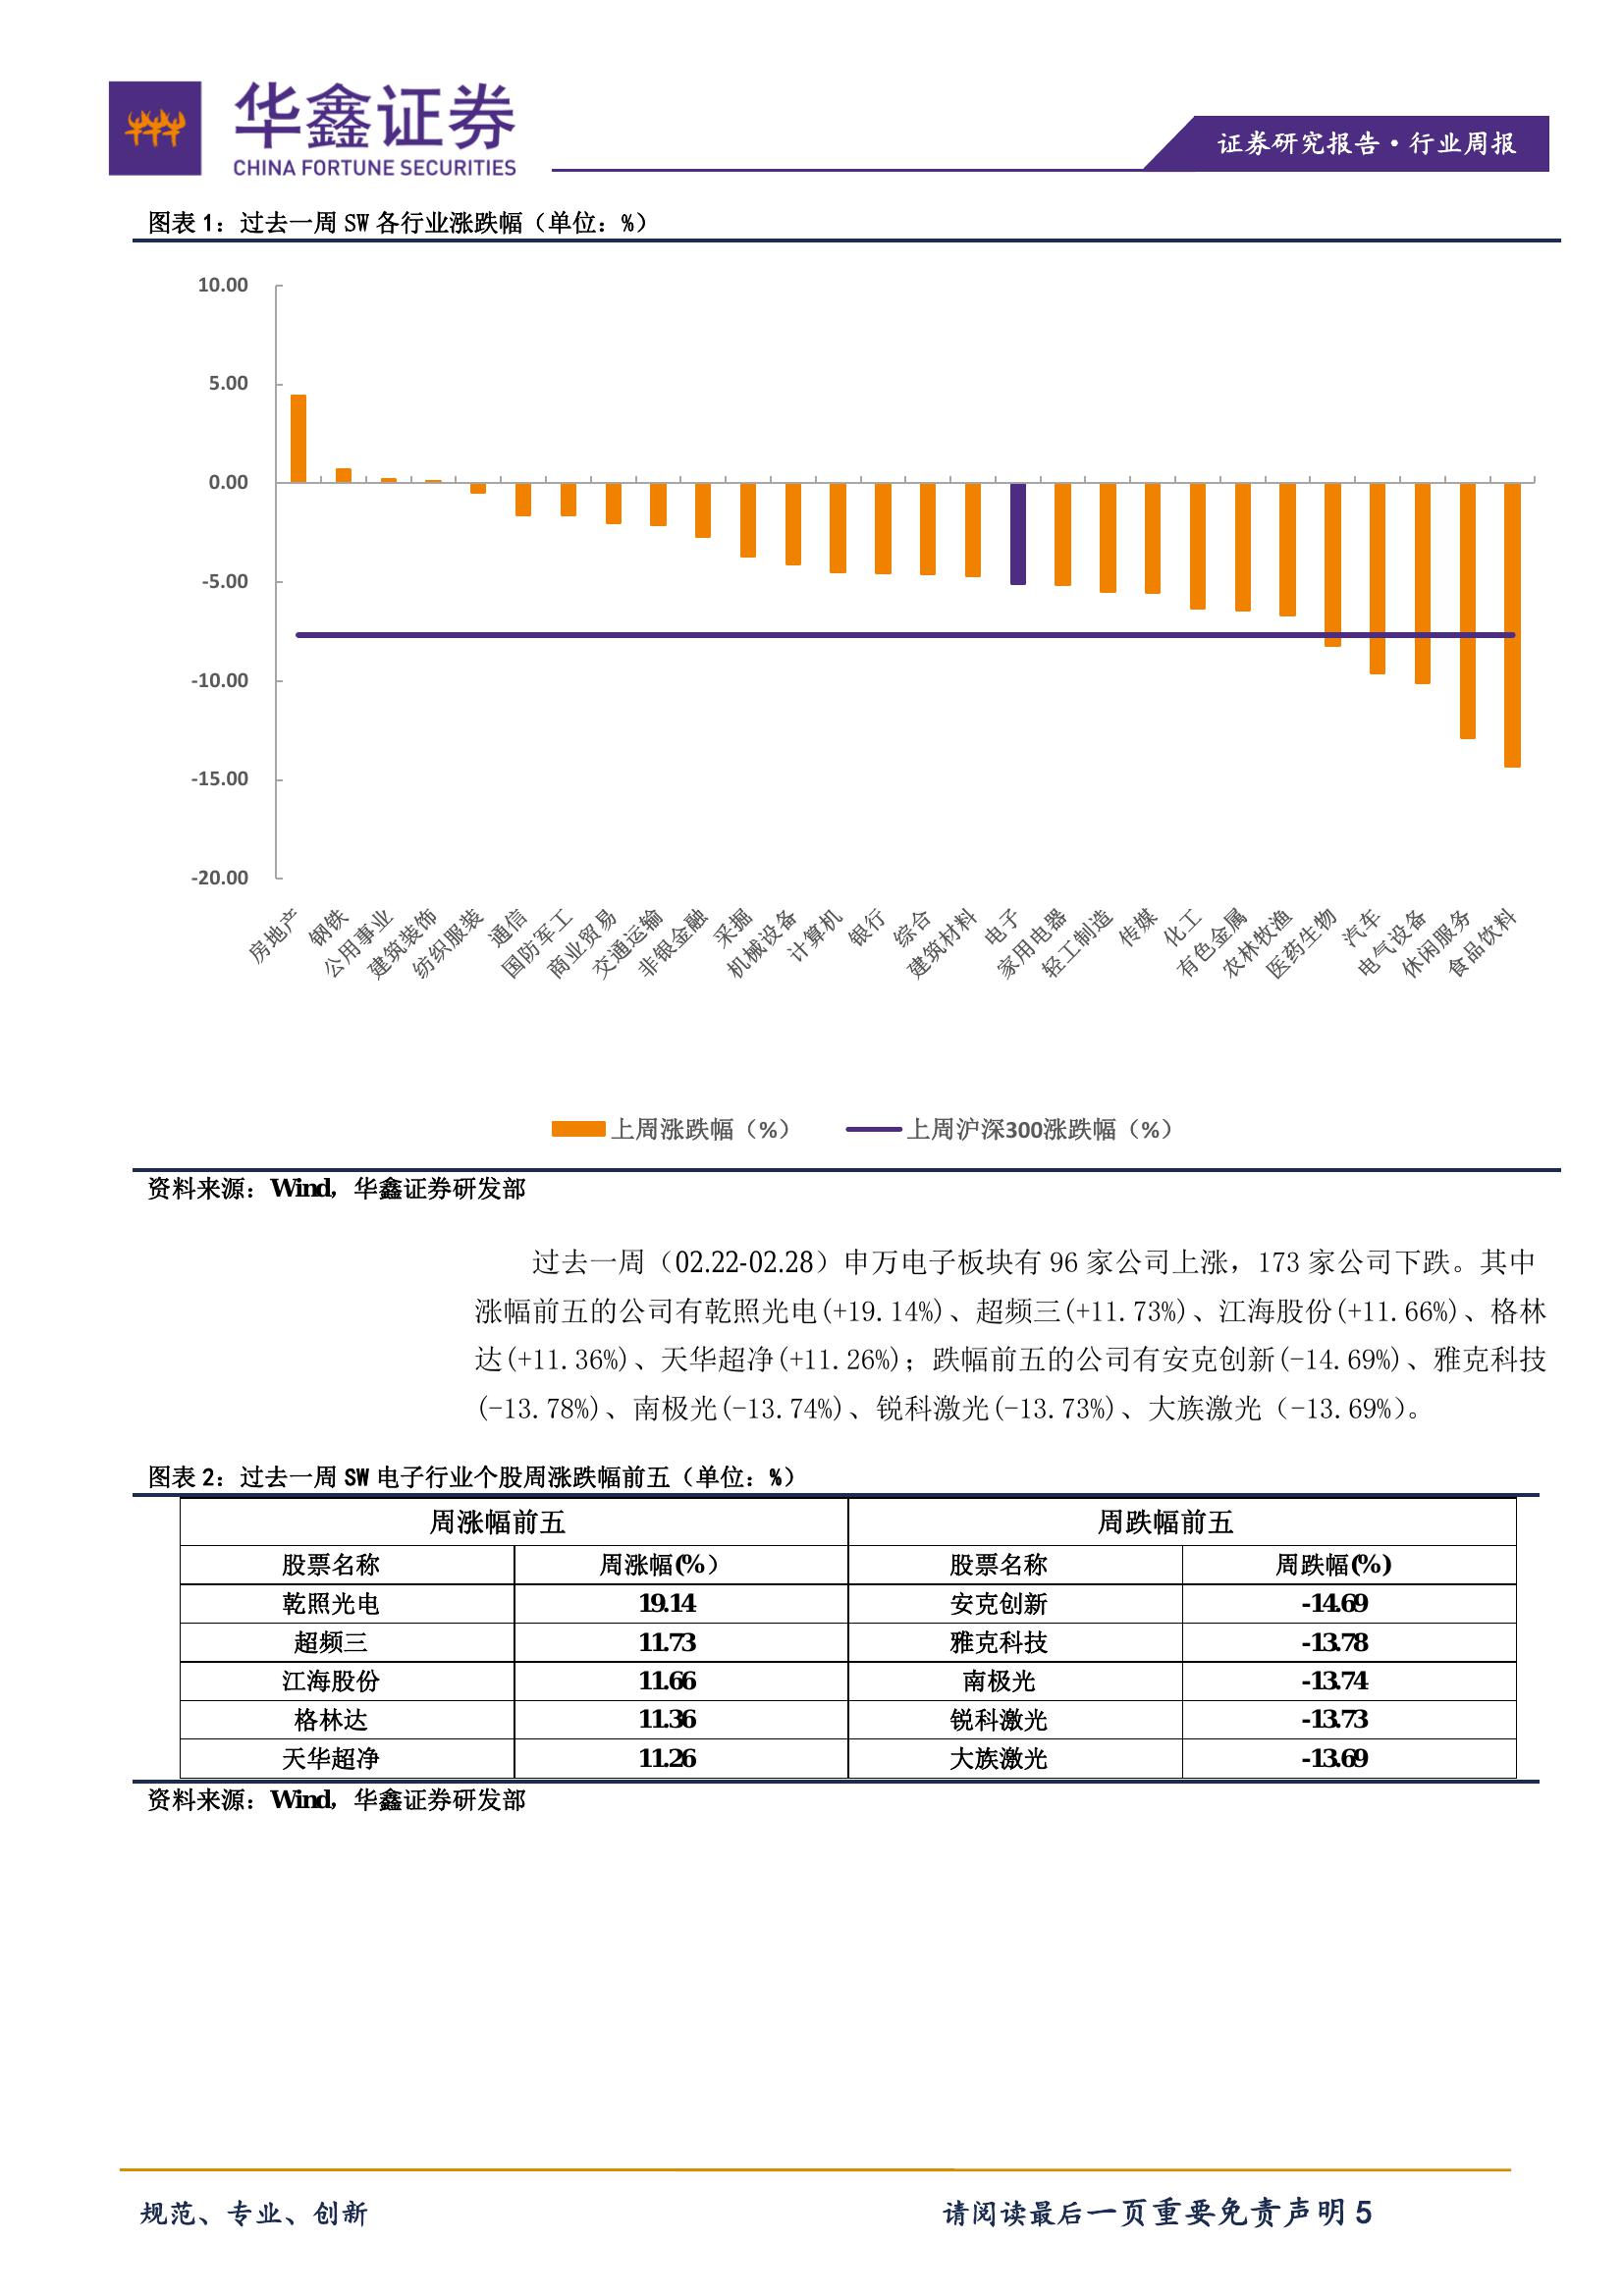 华鑫证券
CHINA FORTUNE SECURITIES
证券研究报告·行业周报
图表 1：过去一周 SW 各行业涨跌幅（单位：%）
10.00
5.00
0.00
-5.00
-10.00
-15.00
-20.00
房地产
钢铁
公用事业
建筑装饰
纺织服装
通信
国防军工
商业贸易
交通运输
非银金融
采掘
机械设备
计算机
银行
综合
建筑材料
电子
家用电器
轻工制造
传媒
化工
有色金属
农林牧渔
医药生物
汽车
电气设备
休闲服务
食品饮料
上周涨跌幅（%） 上周沪深300涨跌幅（%）
资料来源：Wind，华鑫证券研发部
过去一周（02.22-02.28）申万电子板块有 96 家公司上涨，173 家公司下跌。其中
涨幅前五的公司有乾照光电(+19.14%)、超频三(+11.73%)、江海股份(+11.66%)、格林
达(+11.36%)、天华超净(+11.26%)；跌幅前五的公司有安克创新(-14.69%)、雅克科技
(-13.78%)、南极光(-13.74%)、锐科激光(-13.73%)、大族激光（-13.69%）。
图表 2：过去一周 SW 电子行业个股周涨跌幅前五（单位：%）
周涨幅前五 周跌幅前五
股票名称 周涨幅(%） 股票名称 周跌幅(%)
乾照光电 19.14 安克创新 -14.69
超频三 11.73 雅克科技 -13.78
江海股份 11.66 南极光 -13.74
格林达 11.36 锐科激光 -13.73
天华超净 11.26 大族激光 -13.69
资料来源：Wind，华鑫证券研发部
规范、专业、创新 请阅读最后一页重要免责声明 5